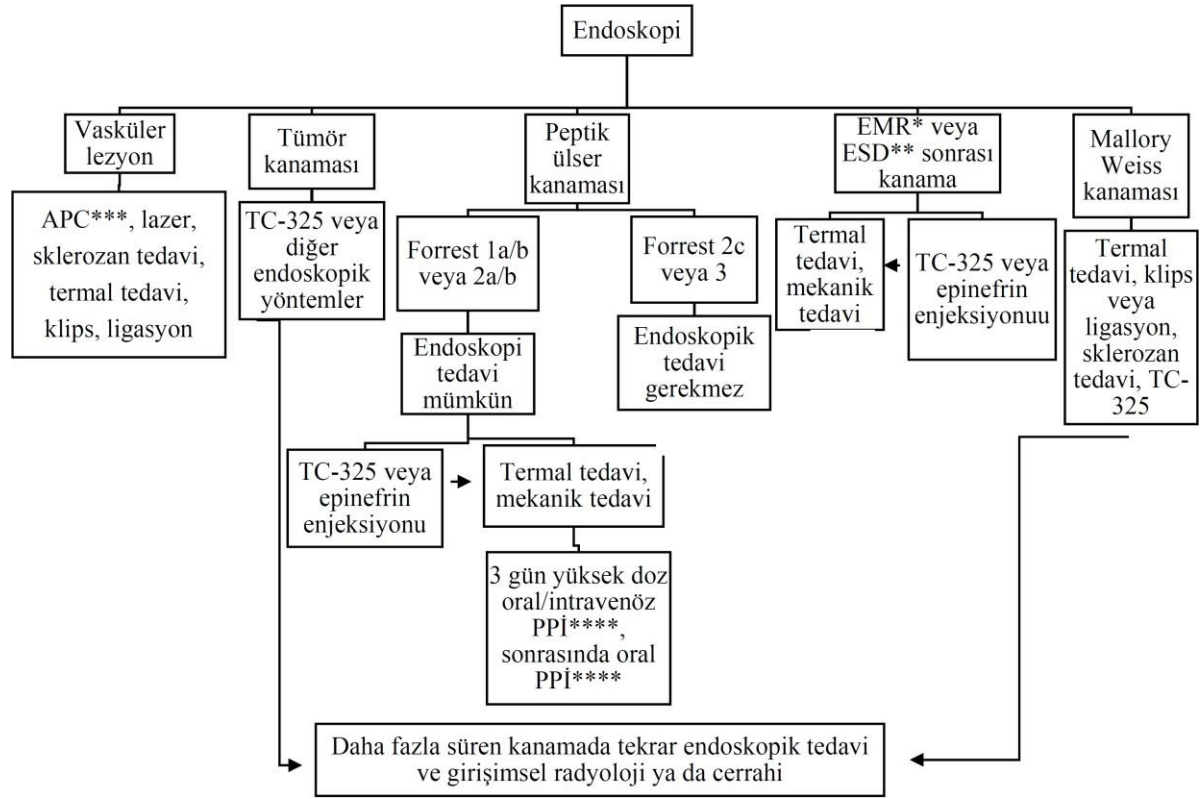 Endoskopi
Vasküler
lezyon
APC***, lazer,
sklerozan tedavi,
termal tedavi,
klips, ligasyon
Tümör
kanaması
TC-325 veya
diğer
endoskopik
yöntemler
Peptik
ülser
kanaması
Forrest 1a/b
veya 2a/b
Endoskopi
tedavi
mümkün
TC-325 veya
epinefrin
enjeksiyonu
Termal tedavi,
mekanik tedavi
3 gün yüksek doz
oral/intravenöz
PPİ****,
sonrasında oral
PPİ****
Forrest 2c
veya 3
Endoskopik
tedavi
gerekmez
EMR* veya
ESD** sonrası
kanama
Termal
tedavi,
mekanik
tedavi
TC-325 veya
epinefrin
enjeksiyonuu
Mallory
Weiss
kanaması
Termal
tedavi, klips
veya
ligasyon,
sklerozan
tedavi, TC-
325
Daha fazla süren kanamada tekrar endoskopik tedavi
ve girişimsel radyoloji ya da cerrahi